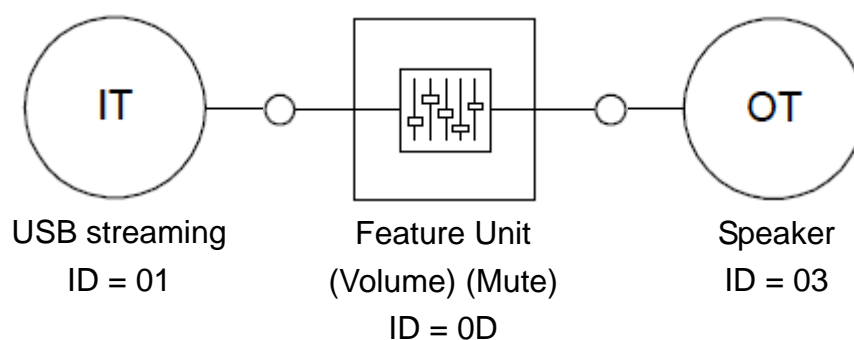 IT
OT
USB streaming
ID = 01
Feature Unit
(Volume) (Mute)
ID = 0D
Speaker
ID = 03